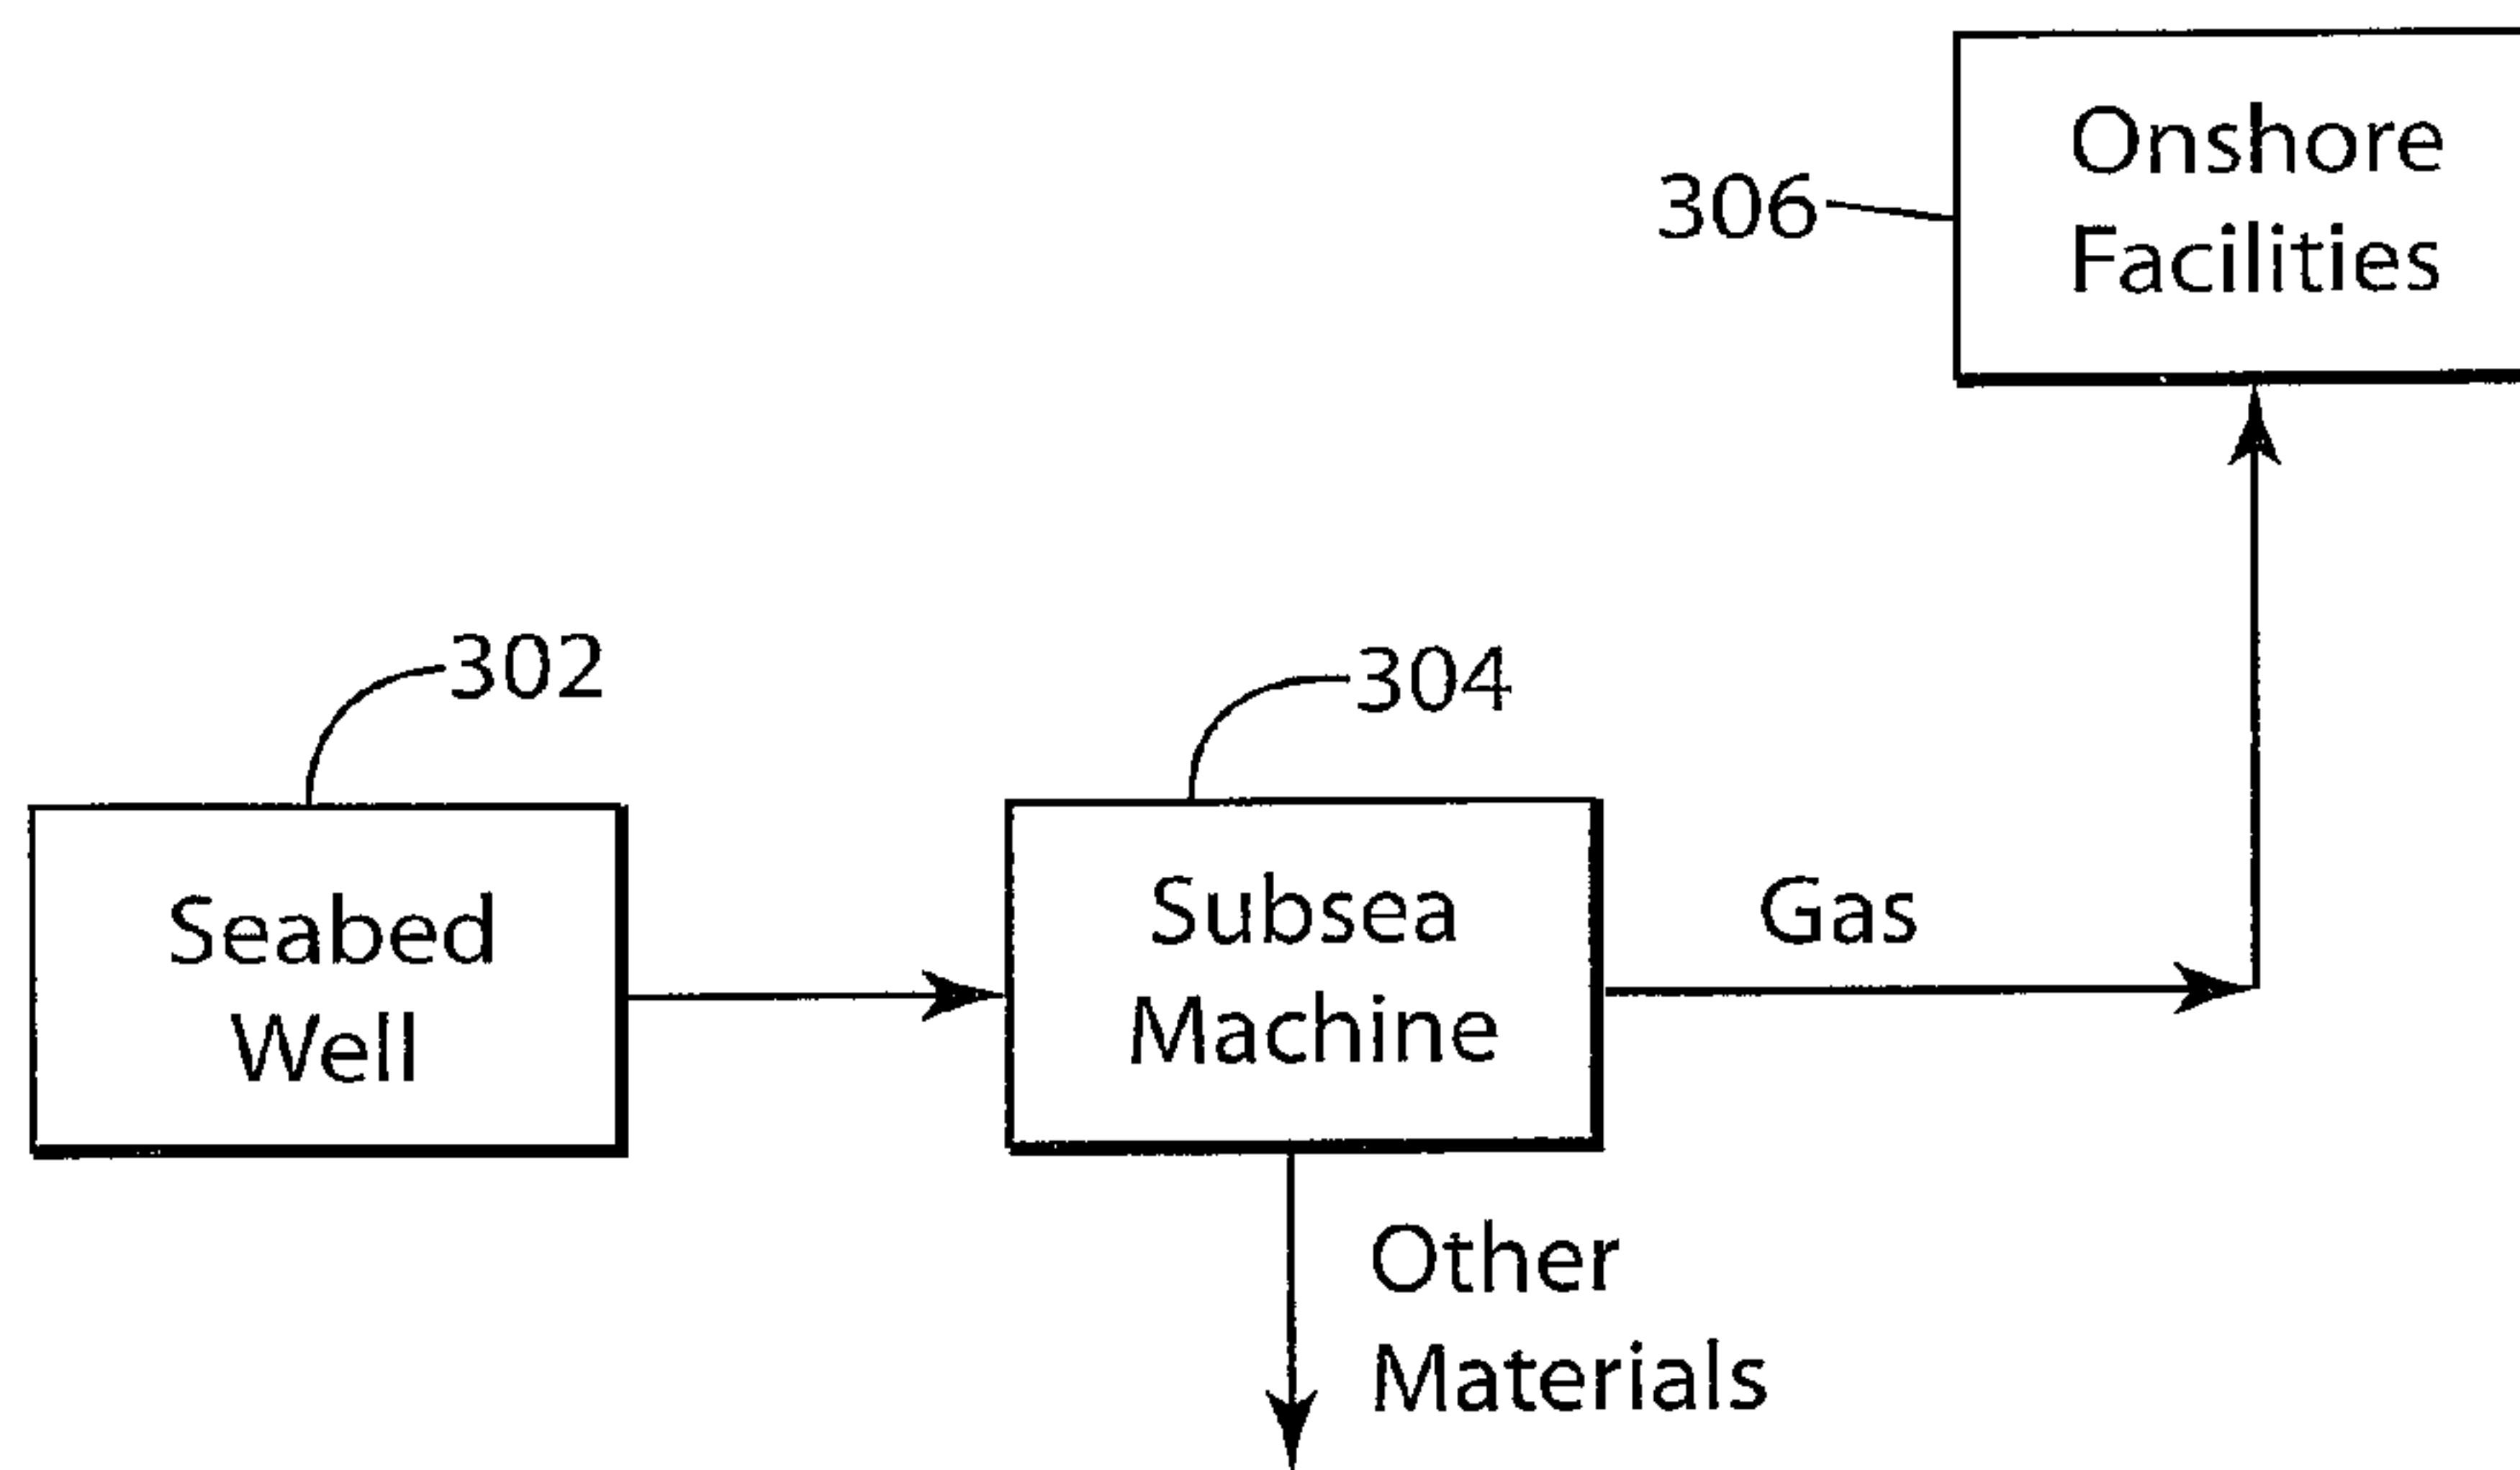 Onshore
Facilities
306
302
304
Seabed
Well
Subsea
Machine
Gas
Other
Materials